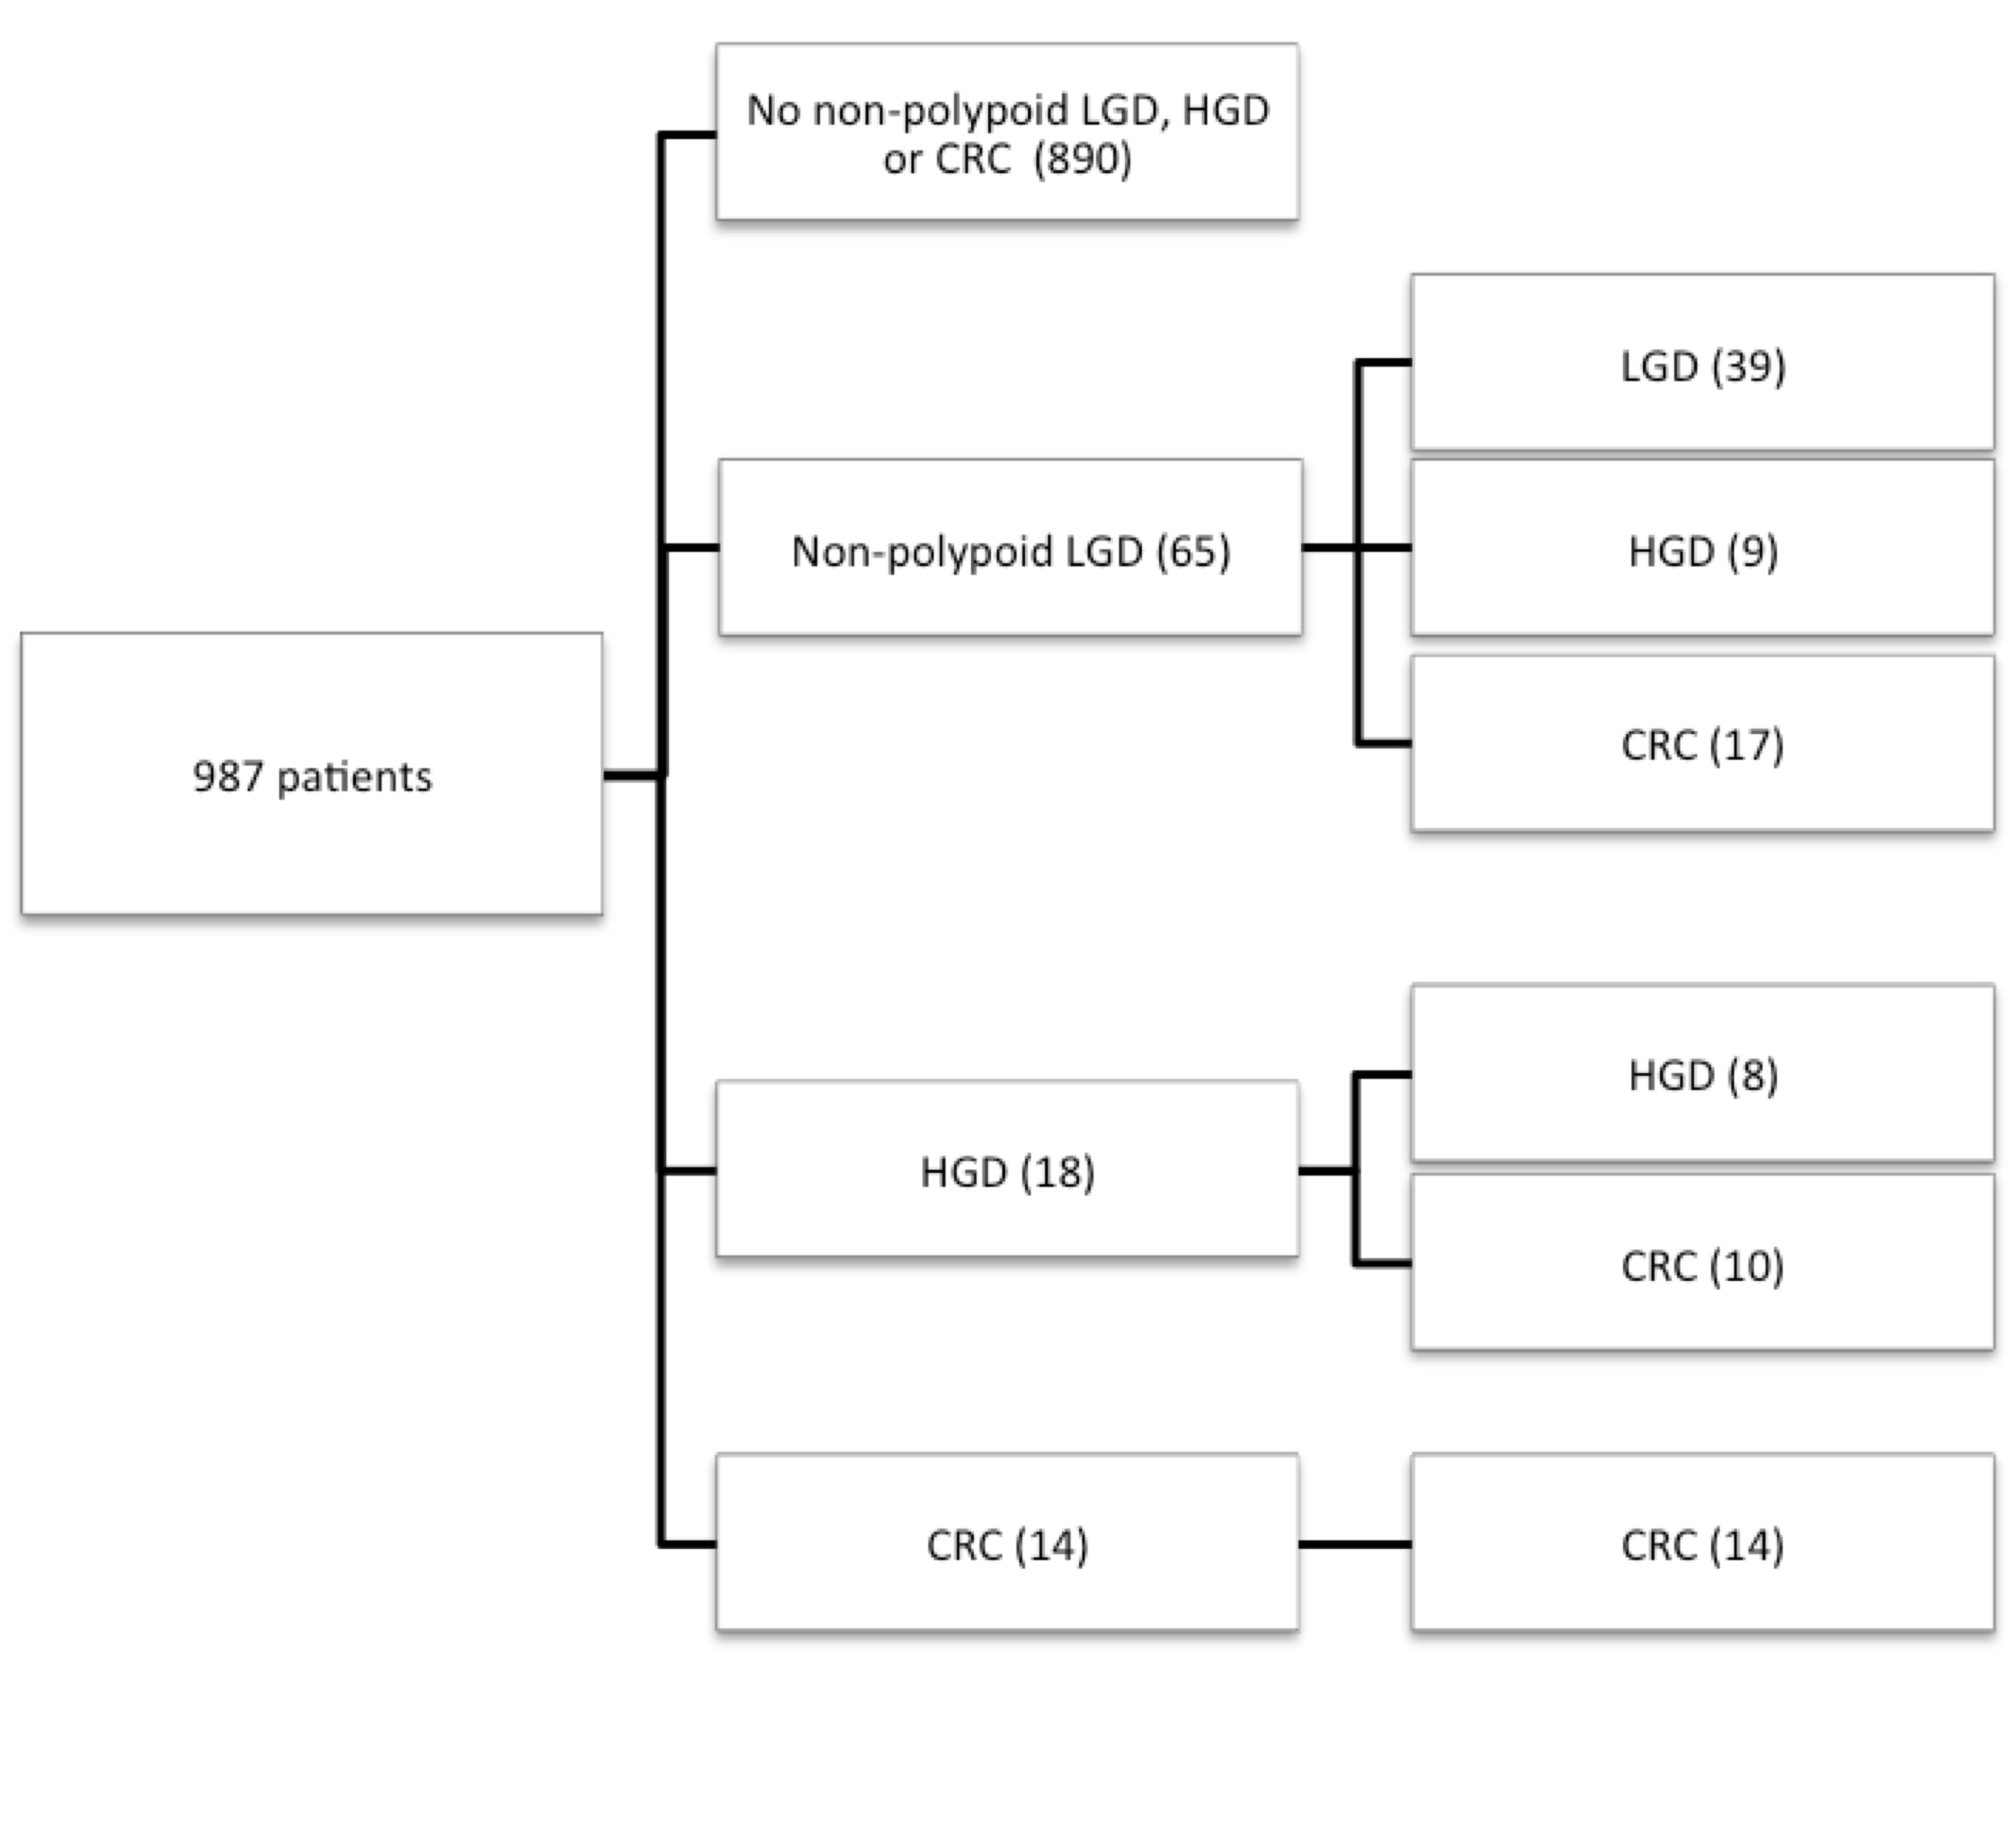 No non-polypoid LGD, HGD
or CRC (890)
LGD (39)
Non-polypoid LGD (65)
HGD (9)
CRC (17)
987 patients
HGD (8)
HGD (18)
CRC (10)
CRC (14)
CRC (14)